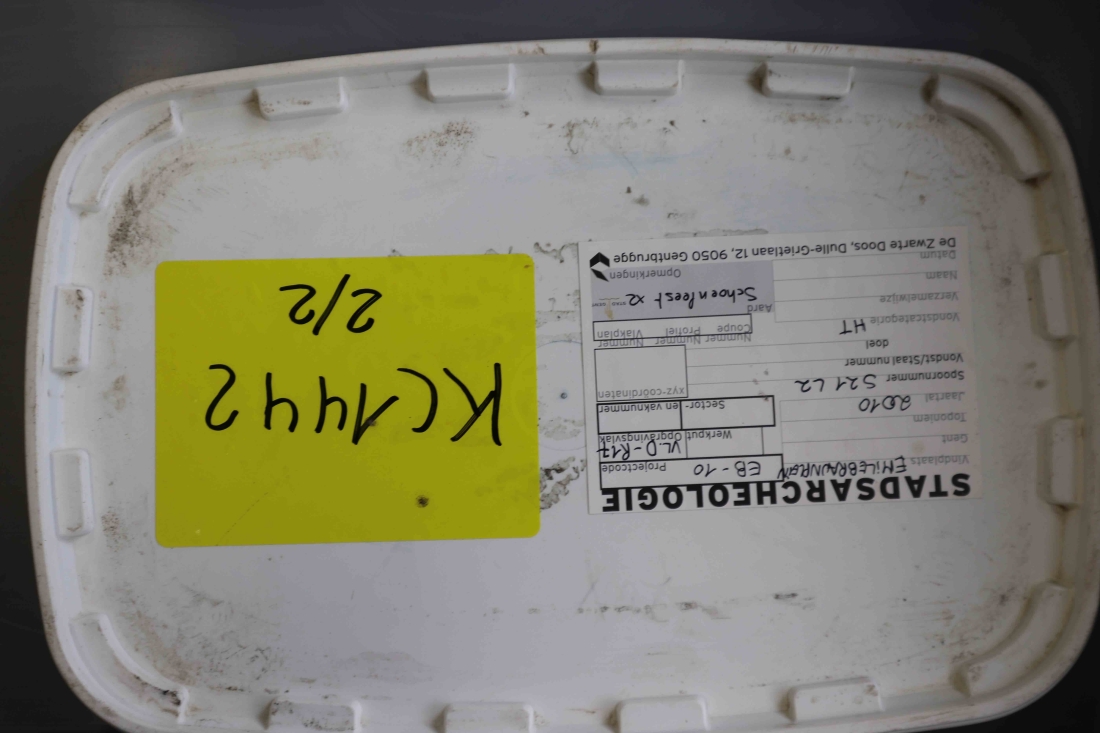 STADSARCHEOLOGIE
Vindplaats EMILEBRAUNPLEIN
Gent
Toponiem
Jaartal 2010
Spoornummer S21 L2
Vondst/Staalnummer
doel
Vondstcategorie HT
Verzamelwijze
Naam
Datum
Projectcode EB-10
Werkput Opgravingsvlak
VL.D-R17
Sector- en vaknummer
xyz-coördinaten
Nummer Nummer Nummer
Coupe Profiel Vlakplan
Aard
Schoenleest x2
Opmerkingen
De Zwarte Doos, Dulle-Grietlaan 12, 9050 Gentbrugge
KC1442
2/2